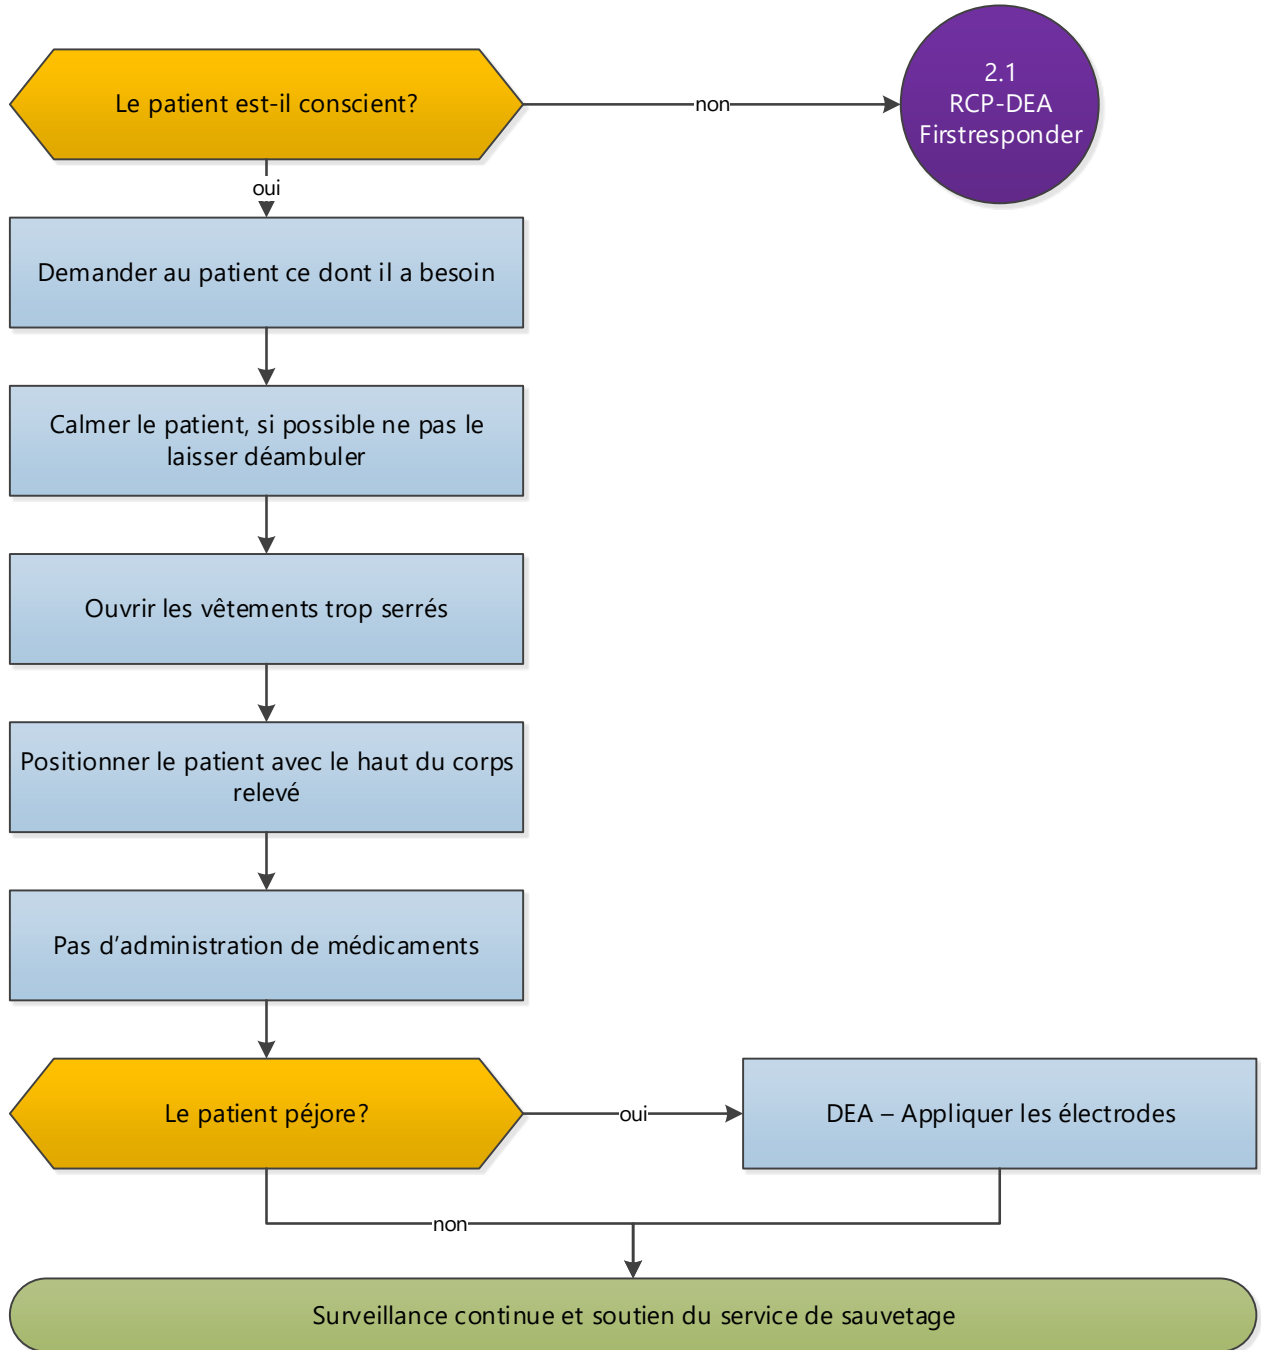 Le patient est-il conscient?
non
2.1
RCP-DEA
Firstresponder
oui
Demander au patient ce dont il a besoin
Calmer le patient, si possible ne pas le
laisser déambuler
Ouvrir les vêtements trop serrés
Positionner le patient avec le haut du corps
relevé
Pas d’administration de médicaments
Le patient péjore?
oui
DEA – Appliquer les électrodes
non
Surveillance continue et soutien du service de sauvetage